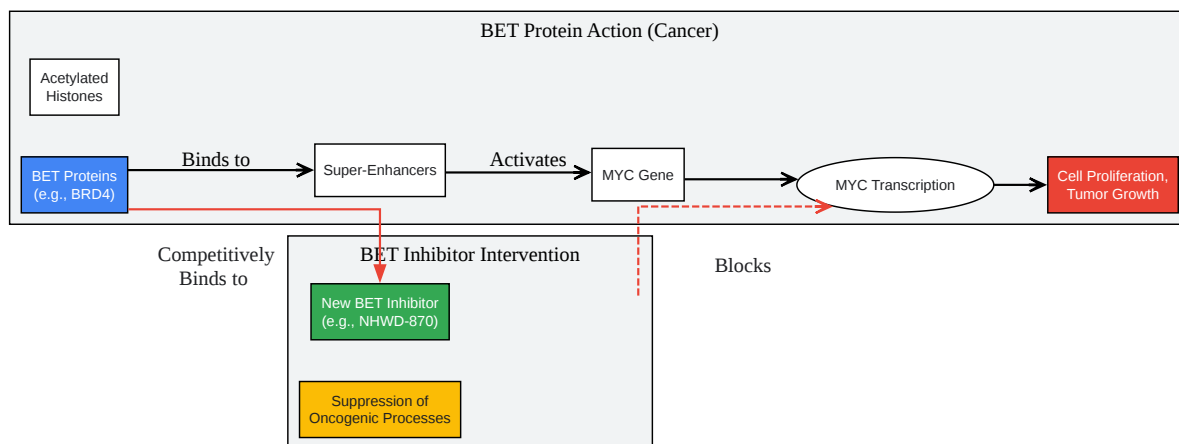 BET Protein Action (Cancer)
Acetylated
Histones
BET Proteins
(e.g., BRD4)
Binds to
Super-Enhancers
Activates
MYC Gene
MYC Transcription
Cell Proliferation,
Tumor Growth
Competitively
Binds to
BET Inhibitor Intervention
Blocks
New BET Inhibitor
(e.g., NHWD-870)
Suppression of
Oncogenic Processes